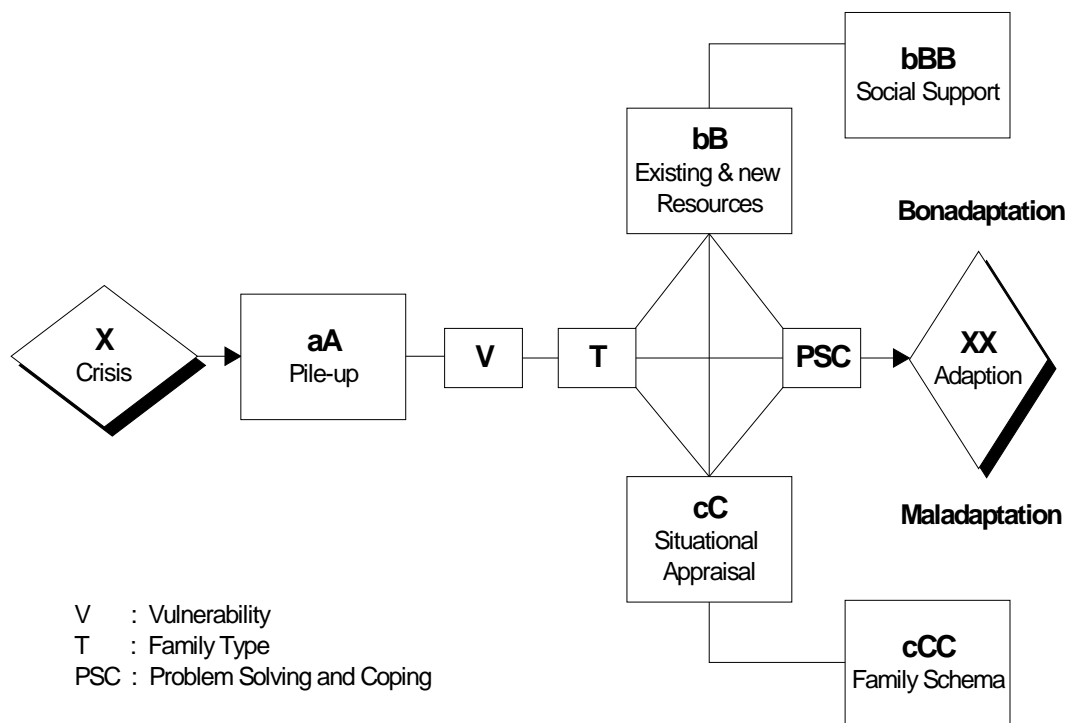 bBB
Social Support
bB
Existing & new
Resources
Bonadaptation
X
Crisis
aA
Pile-up
V
T
PSC
XX
Adaption
cC
Situational
Appraisal
Maladaptation
cCC
Family Schema
V : Vulnerability
T : Family Type
PSC : Problem Solving and Coping